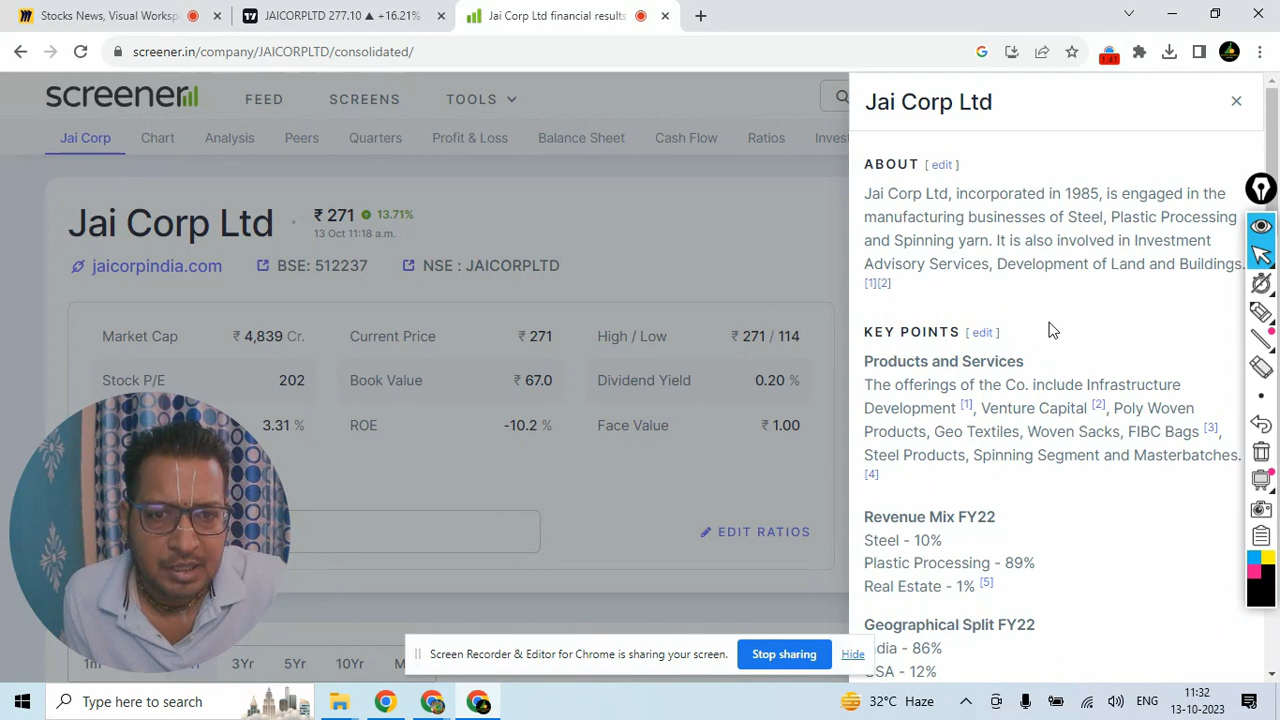 Stocks News, Visual Worksp
JAICORPLTD 277.10 ▲ +16.21%
Jai Corp Ltd financial results
screener.in/company/JAICORPLTD/consolidated/
1:41
screener
FEED
SCREENS
TOOLS
Jai Corp
Chart
Analysis
Peers
Quarters
Profit & Loss
Balance Sheet
Cash Flow
Ratios
Inves
Jai Corp Ltd
₹ 271 13.71%
13 Oct 11:18 a.m.
jaicorpindia.com
BSE: 512237
NSE : JAICORPLTD
Market Cap ₹ 4,839 Cr.
Current Price ₹ 271
High / Low ₹ 271 / 114
Stock P/E 202
Book Value ₹ 67.0
Dividend Yield 0.20 %
3.31 %
ROE -10.2 %
Face Value ₹ 1.00
EDIT RATIOS
1m
3Yr
5Yr
10Yr
M
Jai Corp Ltd
ABOUT [ edit ]
Jai Corp Ltd, incorporated in 1985, is engaged in the
manufacturing businesses of Steel, Plastic Processing
and Spinning yarn. It is also involved in Investment
Advisory Services, Development of Land and Buildings.
[1][2]
KEY POINTS [ edit ]
Products and Services
The offerings of the Co. include Infrastructure
Development [1], Venture Capital [2], Poly Woven
Products, Geo Textiles, Woven Sacks, FIBC Bags [3],
Steel Products, Spinning Segment and Masterbatches.
[4]
Revenue Mix FY22
Steel - 10%
Plastic Processing - 89%
Real Estate - 1% [5]
Geographical Split FY22
dia - 86%
SA - 12%
Screen Recorder & Editor for Chrome is sharing your screen.
Stop sharing
Hide
Type here to search
32°C Haze
ENG
11:32
13-10-2023